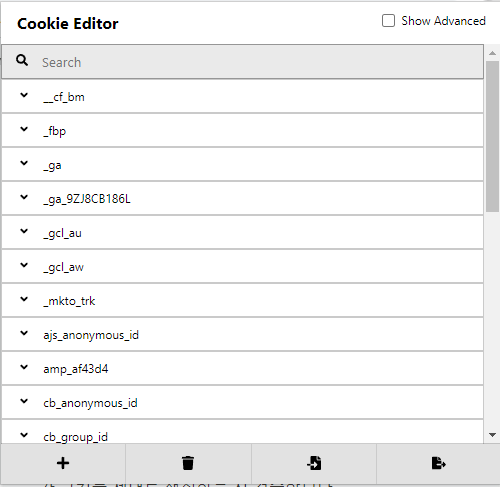 Cookie Editor
Show Advanced
Search
__cf_bm
_fbp
_ga
_ga_9ZJ8CB186L
_gcl_au
_gcl_aw
_mkto_trk
ajs_anonymous_id
amp_af43d4
cb_anonymous_id
cb_group_id